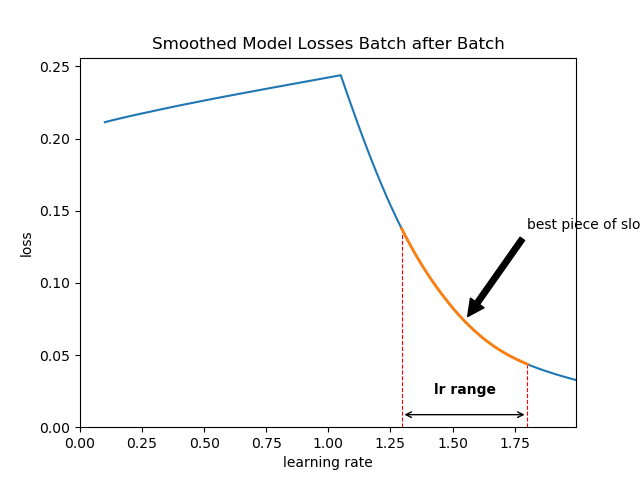 Smoothed Model Losses Batch after Batch
0.25
0.20
0.15
best piece of slo
loss
0.10
0.05
lr range
0.00
0.00 0.25 0.50 0.75 1.00 1.25 1.50 1.75
learning rate